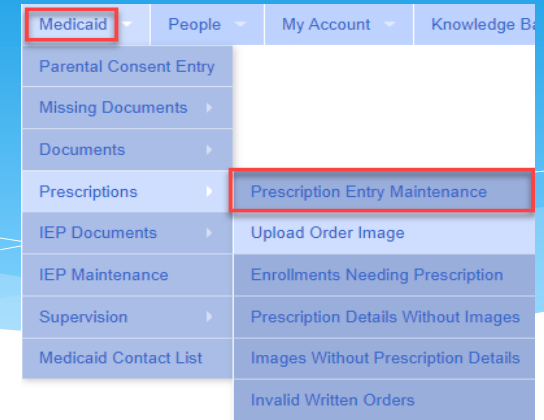 Medicaid People My Account Knowledge
Parental Consent Entry
Missing Documents
Documents
Prescriptions
IEP Documents
IEP Maintenance
Supervision
Medicaid Contact List
Prescription Entry Maintenance
Upload Order Image
Enrollments Needing Prescription
Prescription Details Without Images
Images Without Prescription Details
Invalid Written Orders